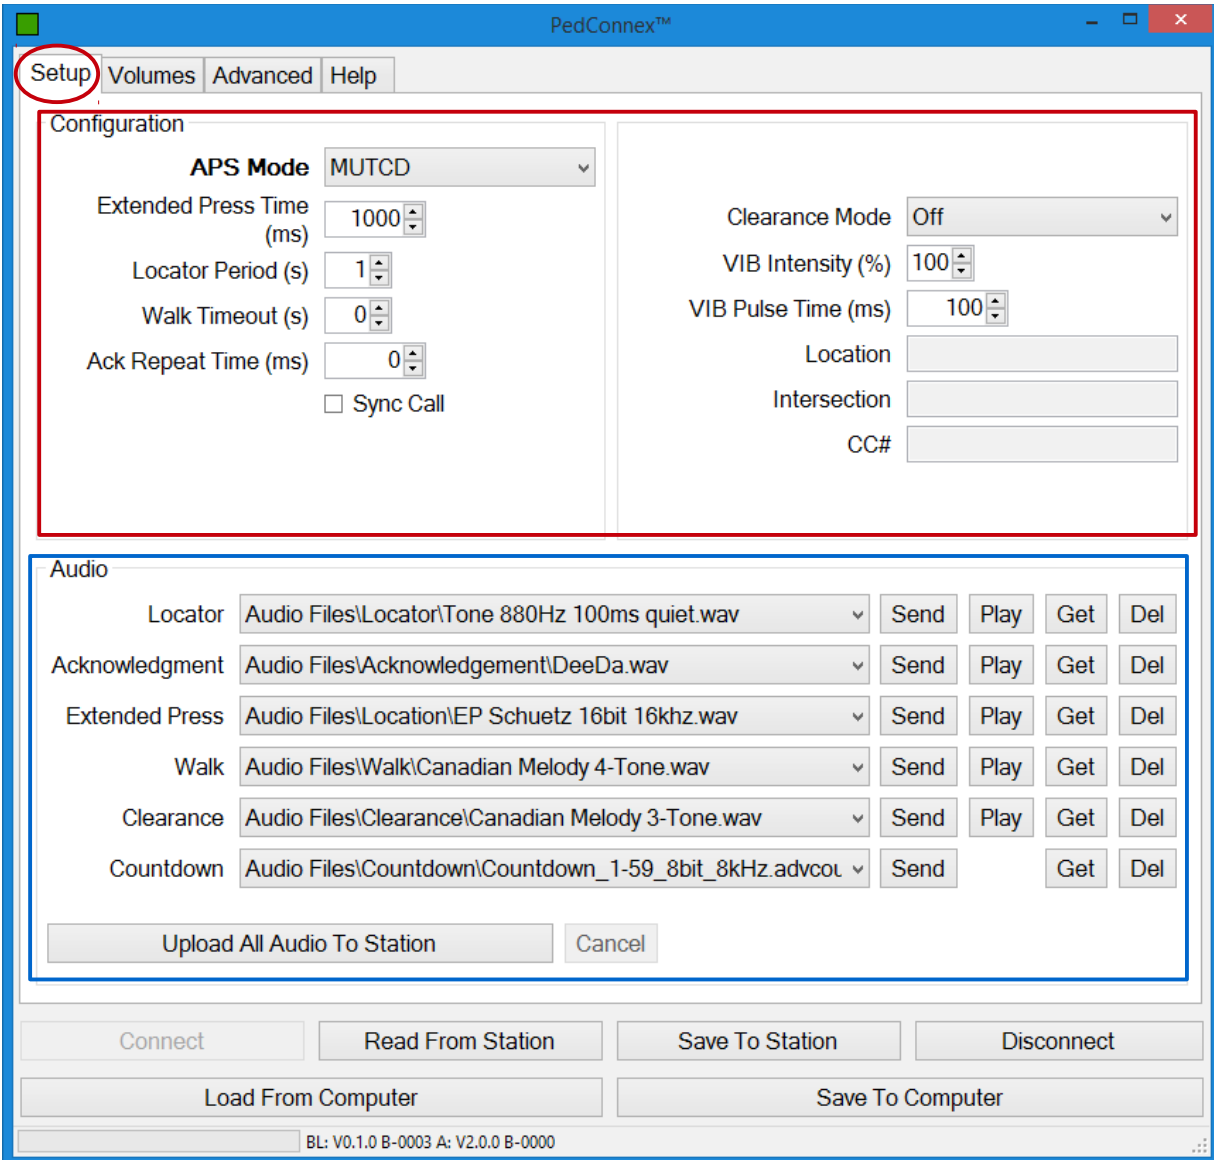 PedConnex™
Setup Volumes Advanced Help
Configuration
APS Mode MUTCD
Extended Press Time
(ms) 1000
Locator Period (s) 1
Walk Timeout (s) 0
Ack Repeat Time (ms) 0
Sync Call
Clearance Mode Off
VIB Intensity (%) 100
VIB Pulse Time (ms) 100
Location
Intersection
CC#
Audio
Locator Audio Files\Locator\Tone 880Hz 100ms quiet.wav Send Play Get Del
Acknowledgment Audio Files\Acknowledgement\DeeDa.wav Send Play Get Del
Extended Press Audio Files\Location\EP Schuetz 16bit 16khz.wav Send Play Get Del
Walk Audio Files\Walk\Canadian Melody 4-Tone.wav Send Play Get Del
Clearance Audio Files\Clearance\Canadian Melody 3-Tone.wav Send Play Get Del
Countdown Audio Files\Countdown\Countdown_1-59_8bit_8kHz.advcou Send Get Del
Upload All Audio To Station Cancel
Connect Read From Station Save To Station Disconnect
Load From Computer Save To Computer
BL: V0.1.0 B-0003 A: V2.0.0 B-0000